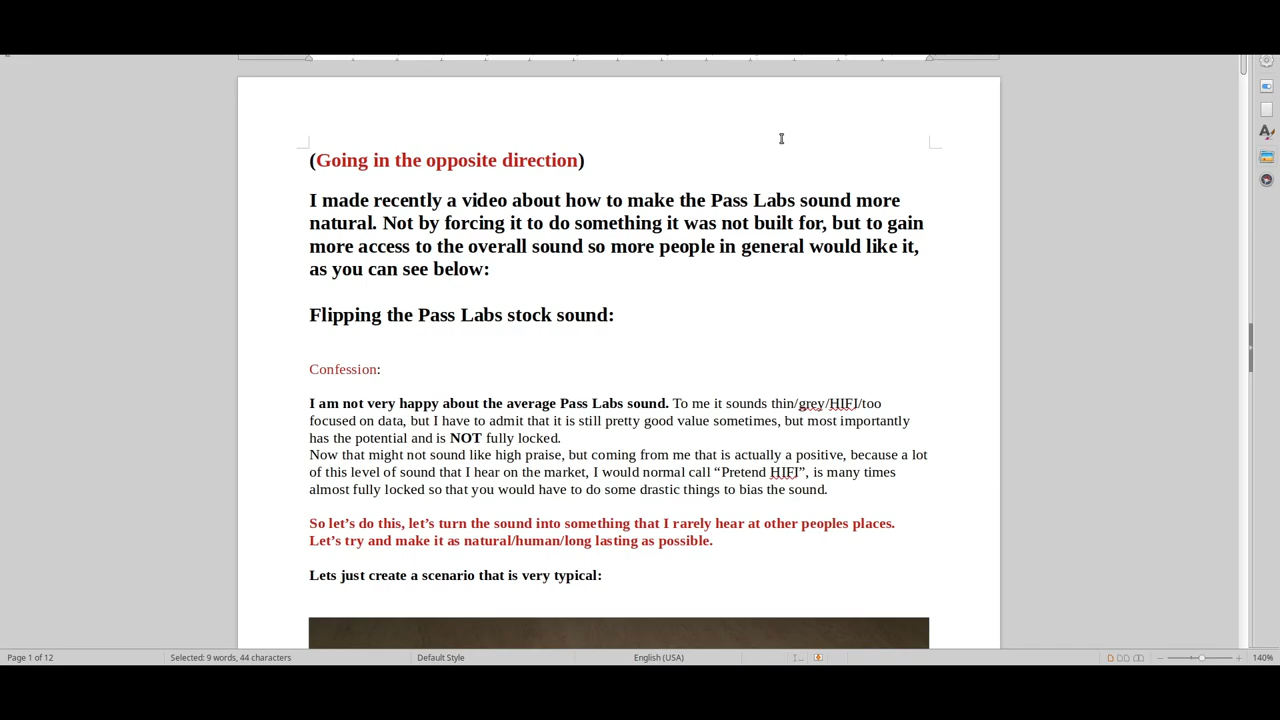 (Going in the opposite direction)
I made recently a video about how to make the Pass Labs sound more
natural. Not by forcing it to do something it was not built for, but to gain
more access to the overall sound so more people in general would like it,
as you can see below:
Flipping the Pass Labs stock sound:
Confession:
I am not very happy about the average Pass Labs sound. To me it sounds thin/grey/HIFI/too
focused on data, but I have to admit that it is still pretty good value sometimes, but most importantly
has the potential and is NOT fully locked.
Now that might not sound like high praise, but coming from me that is actually a positive, because a lot
of this level of sound that I hear on the market, I would normal call “Pretend HIFI”, is many times
almost fully locked so that you would have to do some drastic things to bias the sound.
So let’s do this, let’s turn the sound into something that I rarely hear at other peoples places.
Let’s try and make it as natural/human/long lasting as possible.
Lets just create a scenario that is very typical:
Page 1 of 12 Selected: 9 words, 44 characters Default Style English (USA) 140%